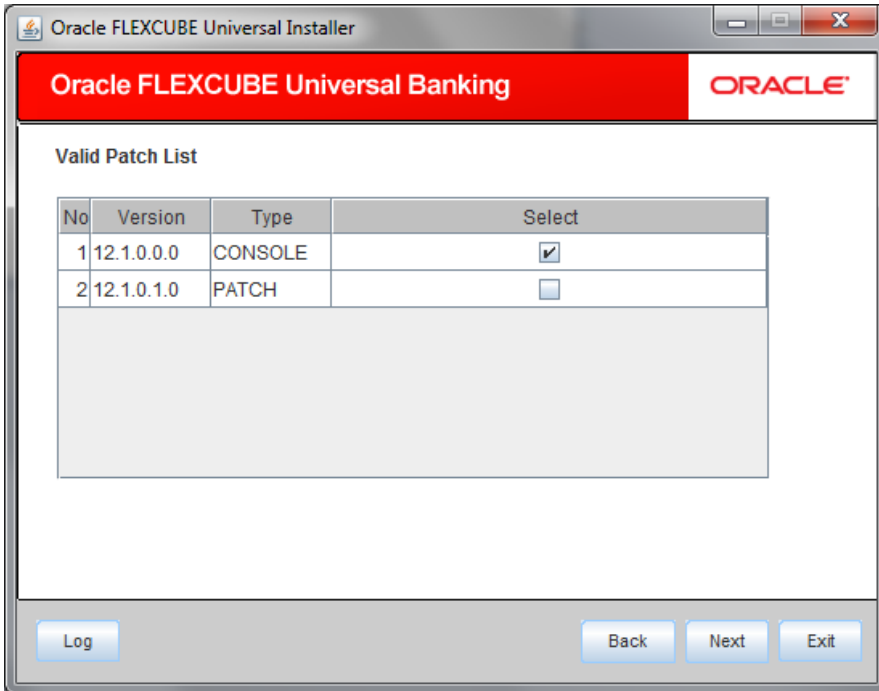 Oracle FLEXCUBE Universal Installer
Oracle FLEXCUBE Universal Banking
ORACLE
Valid Patch List
No Version Type Select
1 12.1.0.0.0 CONSOLE
2 12.1.0.1.0 PATCH
Log Back Next Exit